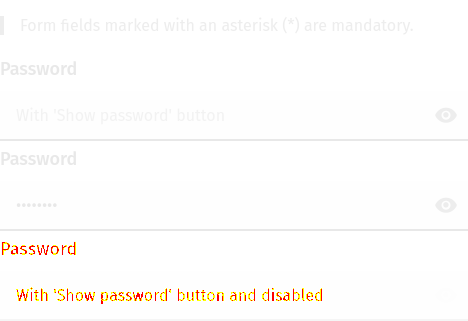 Form fields marked with an asterisk (*) are mandatory.
Password
With 'Show password' button
Password
••••••••
Password
With 'Show password' button and disabled